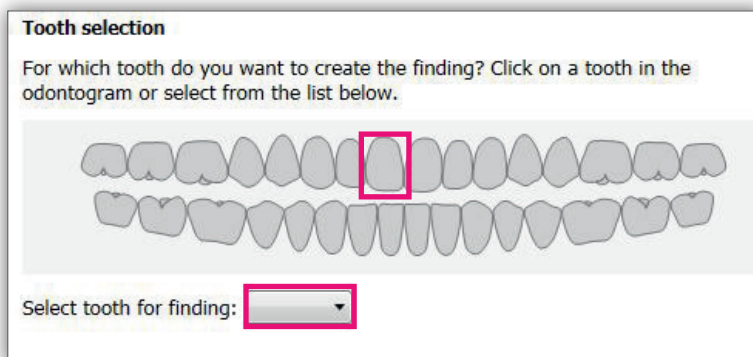 Tooth selection
For which tooth do you want to create the finding? Click on a tooth in the
odontogram or select from the list below.
Select tooth for finding: